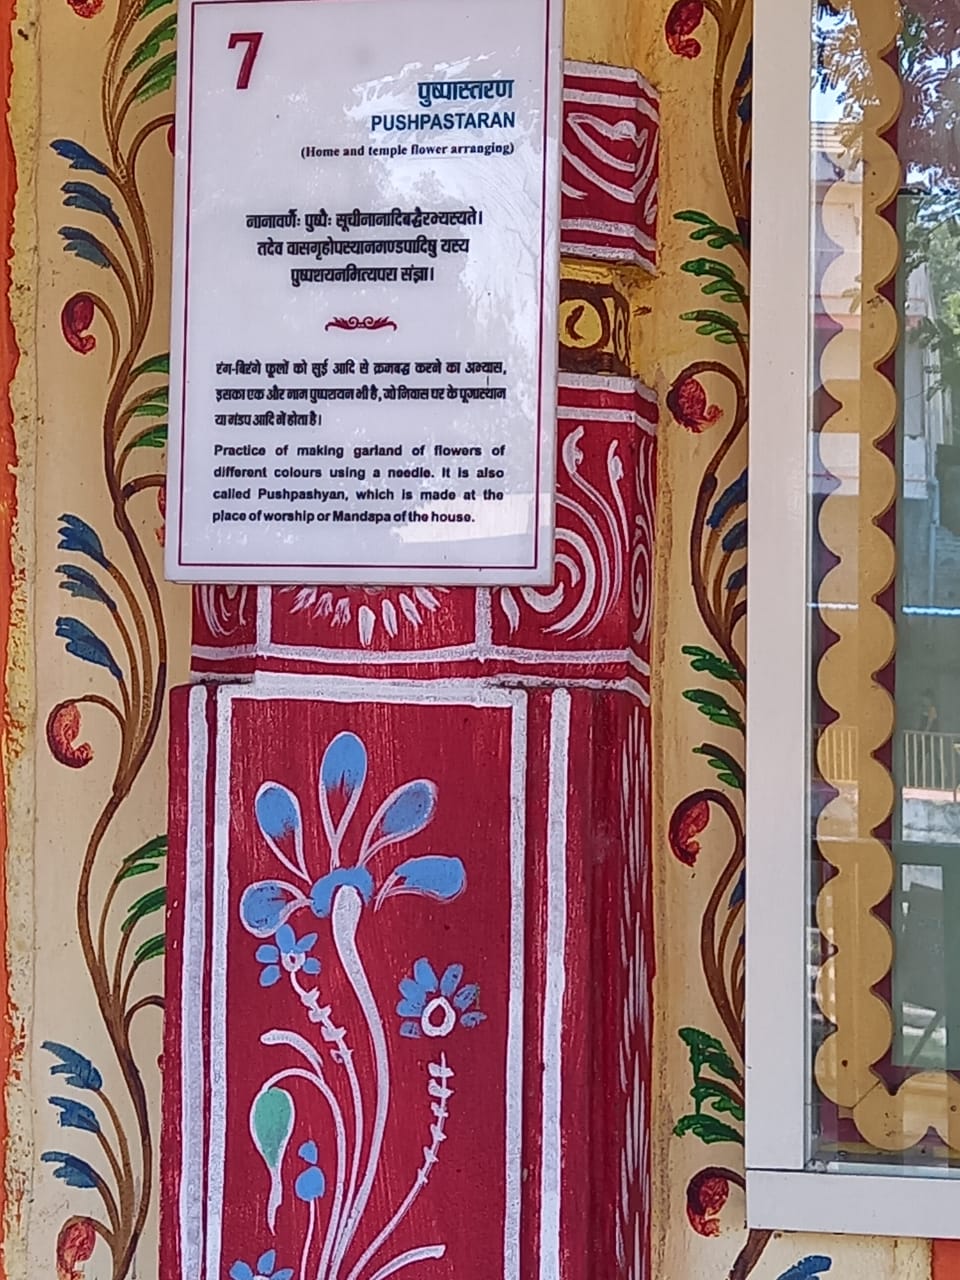 7
पुष्पास्तरण
PUSHPASTARAN
(Home and temple flower arranging)
नानावर्णैः पुष्पैः सूचीनानादिबद्धैरभ्यस्यते।
तदेव वासगृहोपस्थानमण्डपादिषु यस्य
पुष्पशयनमित्यपरा संज्ञा।
रंग-बिरंगे फूलों को सुई आदि से क्रमबद्ध करने का अभ्यास,
इसका एक और नाम पुष्पशयन भी है, जो निवास घर के पूजास्थान
या मंडप आदि में होता है।
Practice of making garland of flowers of
different colours using a needle. It is also
called Pushpashyan, which is made at the
place of worship or Mandapa of the house.